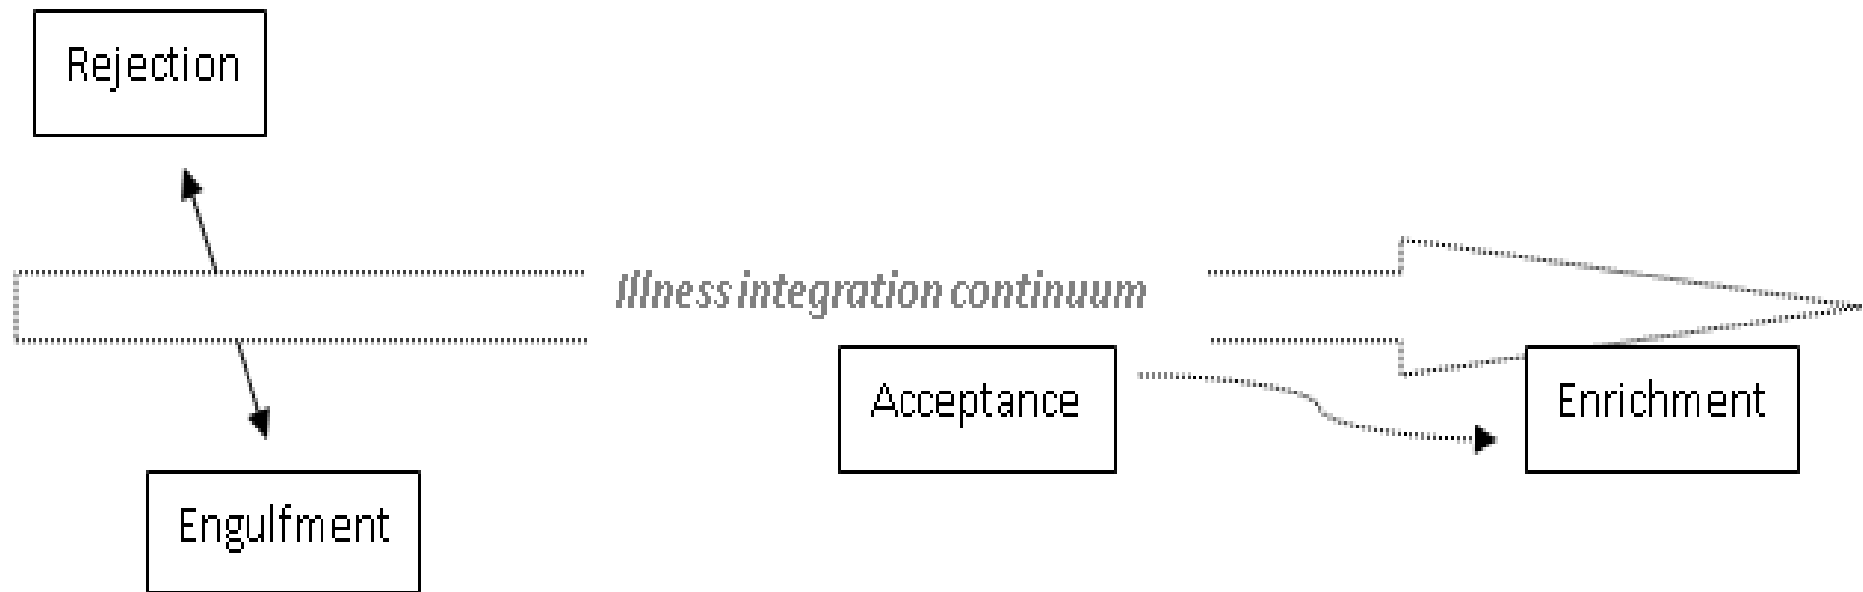 Rejection
Illness integration continuum
Acceptance
Enrichment
Engulfment